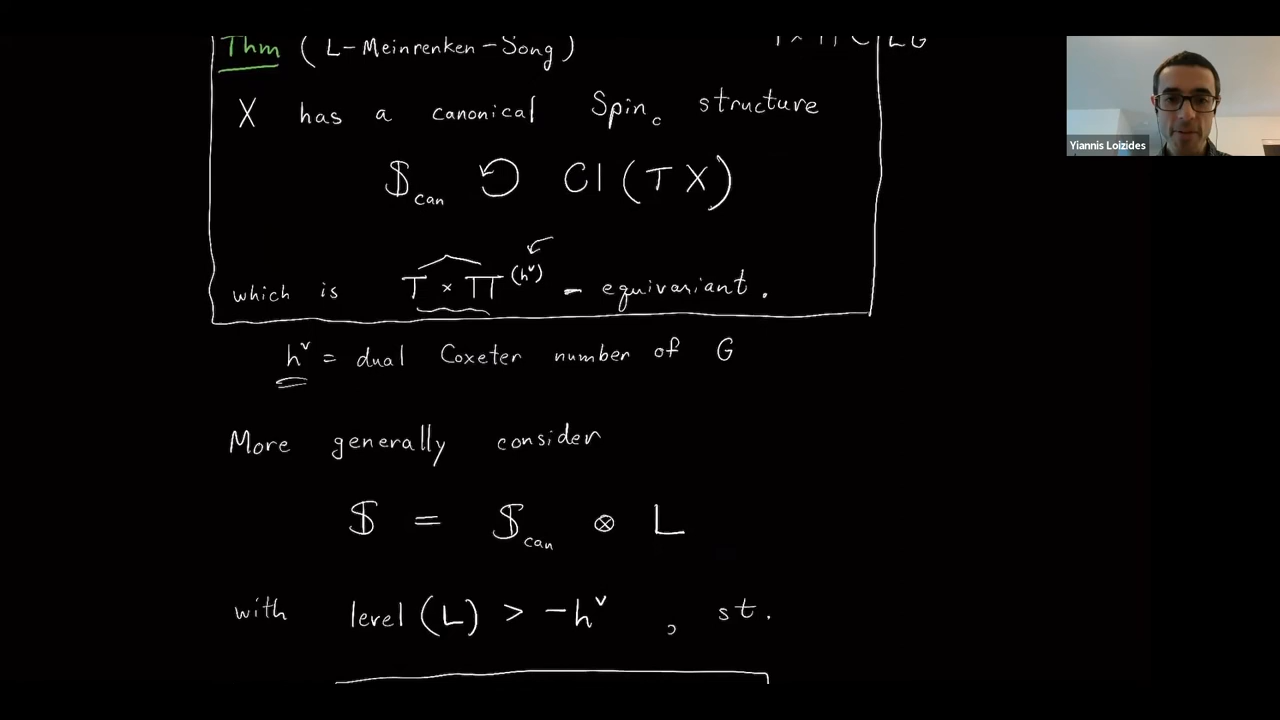 Thm (L-Meinrenken-Song)
X has a canonical Spin_c structure
$_can ↺ Cl(TX)
which is T × Π^(h^v) - equivariant.
h^v = dual Coxeter number of G
More generally consider
$ = $_can ⊗ L
with level(L) > -h^v , st.
Yiannis Loizides